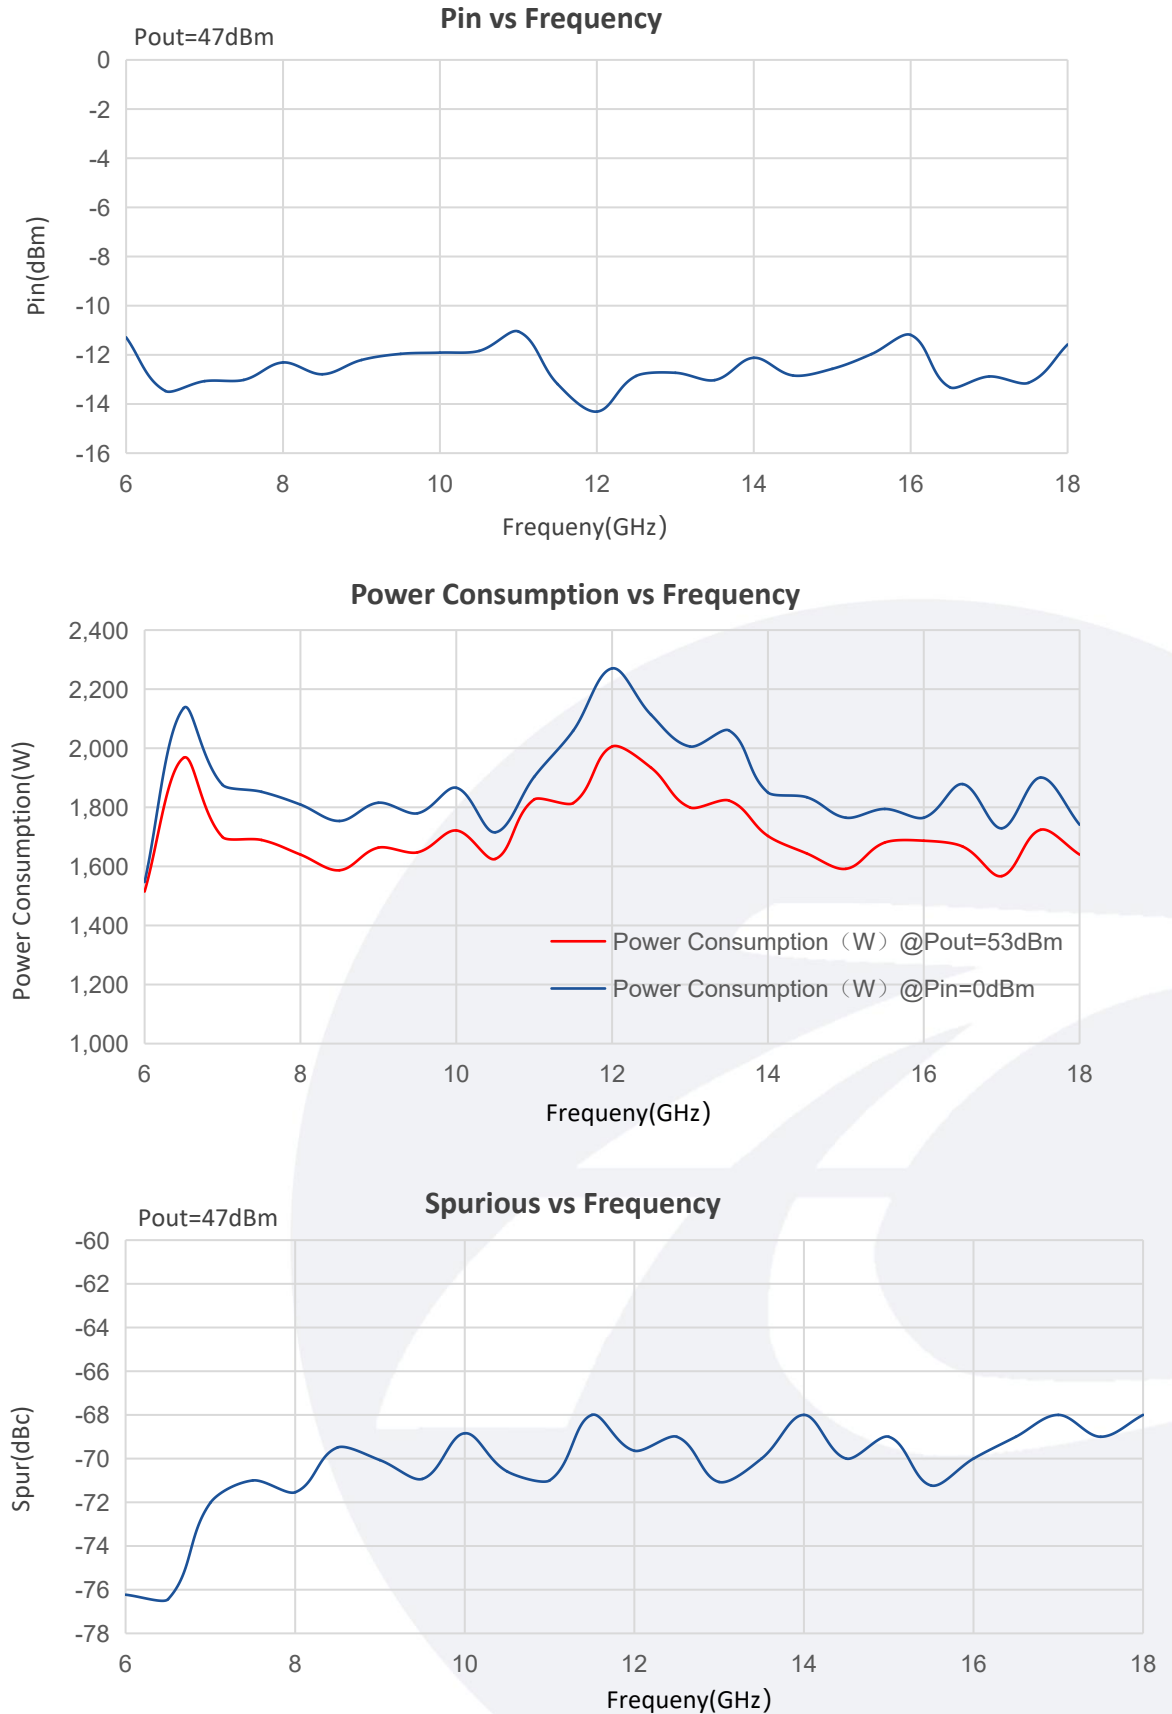 Pin vs Frequency
Pout=47dBm
0
-2
-4
-6
-8
-10
-12
-14
-16
Pin(dBm)
6 8 10 12 14 16 18
Frequeny(GHz)
Power Consumption vs Frequency
2,400
2,200
2,000
1,800
1,600
1,400
1,200
1,000
Power Consumption(W)
Power Consumption（W）@Pout=53dBm
Power Consumption（W）@Pin=0dBm
6 8 10 12 14 16 18
Frequeny(GHz)
Spurious vs Frequency
Pout=47dBm
-60
-62
-64
-66
-68
-70
-72
-74
-76
-78
Spur(dBc)
6 8 10 12 14 16 18
Frequeny(GHz)